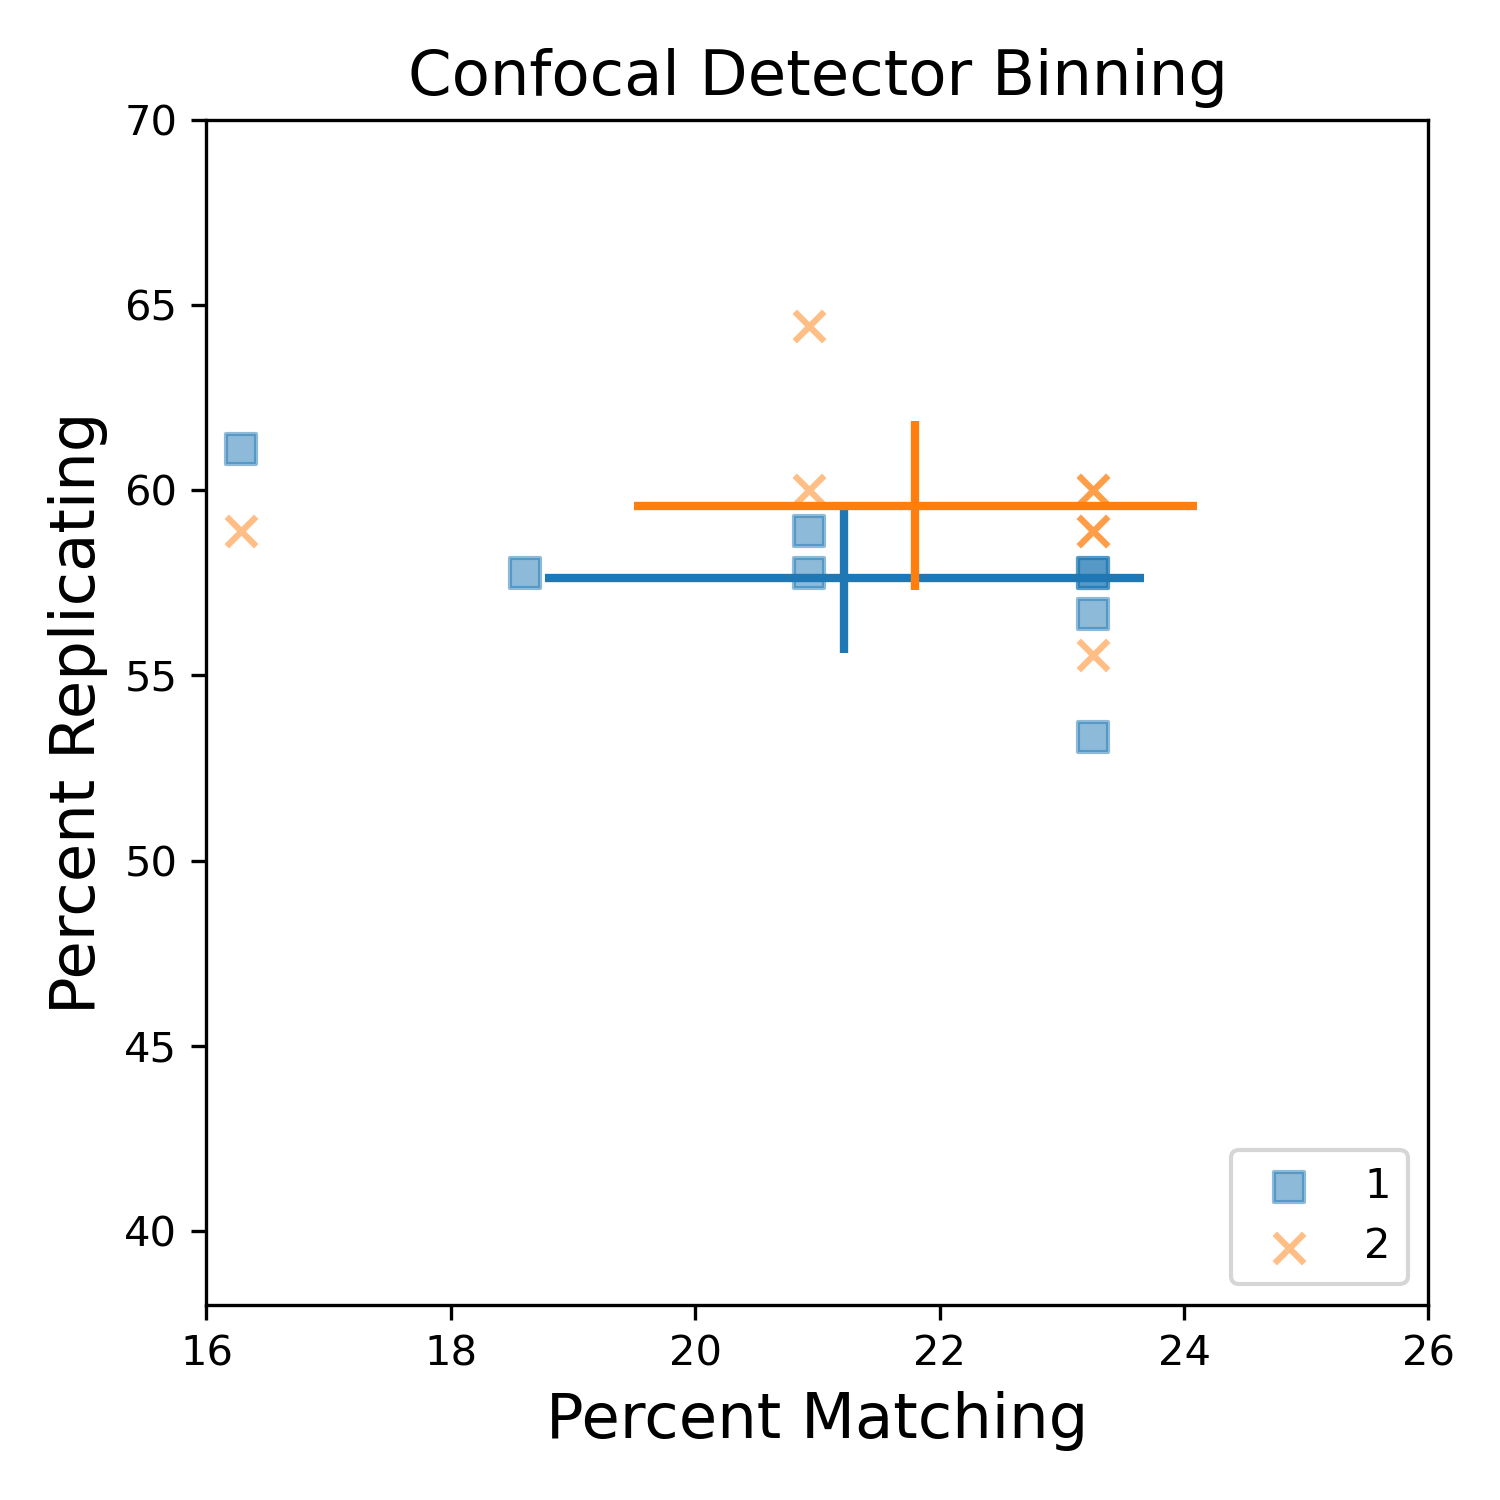 Confocal Detector Binning
70
65
60
55
50
45
40
Percent Replicating
1
2
16 18 20 22 24 26
Percent Matching